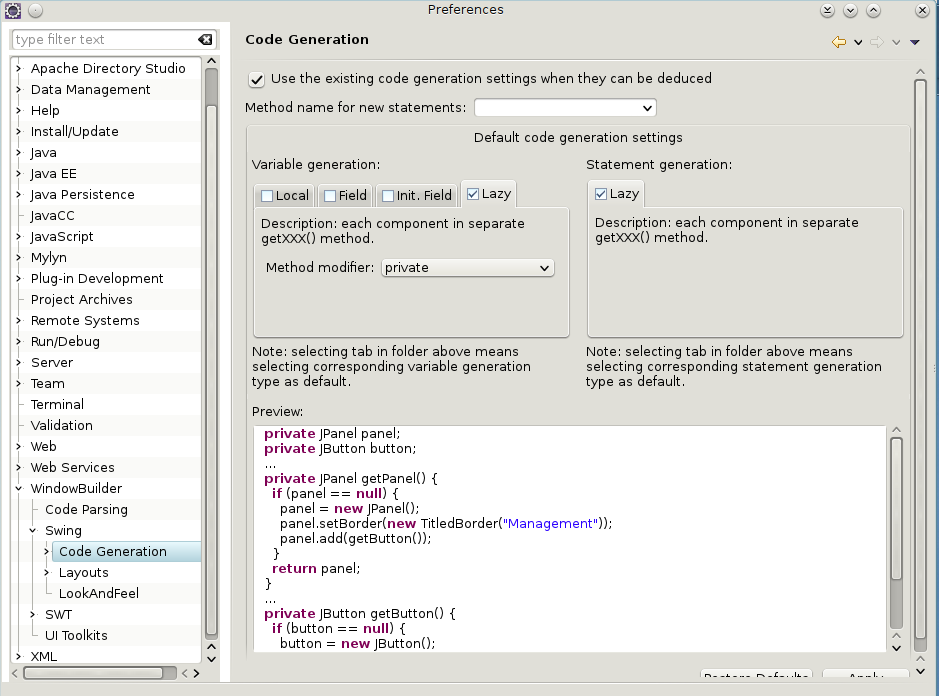 Preferences
type filter text
Apache Directory Studio
Data Management
Help
Install/Update
Java
Java EE
Java Persistence
JavaCC
JavaScript
Mylyn
Plug-in Development
Project Archives
Remote Systems
Run/Debug
Server
Team
Terminal
Validation
Web
Web Services
WindowBuilder
Code Parsing
Swing
Code Generation
Layouts
LookAndFeel
SWT
UI Toolkits
XML
Code Generation
Use the existing code generation settings when they can be deduced
Method name for new statements:
Default code generation settings
Variable generation:
Local Field Init. Field Lazy
Description: each component in separate
getXXX() method.
Method modifier: private
Note: selecting tab in folder above means
selecting corresponding variable generation
type as default.
Statement generation:
Lazy
Description: each component in separate
getXXX() method.
Note: selecting tab in folder above means
selecting corresponding statement generation
type as default.
Preview:
private JPanel panel;
private JButton button;
...
private JPanel getPanel() {
if (panel == null) {
panel = new JPanel();
panel.setBorder(new TitledBorder("Management"));
panel.add(getButton());
}
return panel;
}
...
private JButton getButton() {
if (button == null) {
button = new JButton();
Restore Defaults Apply